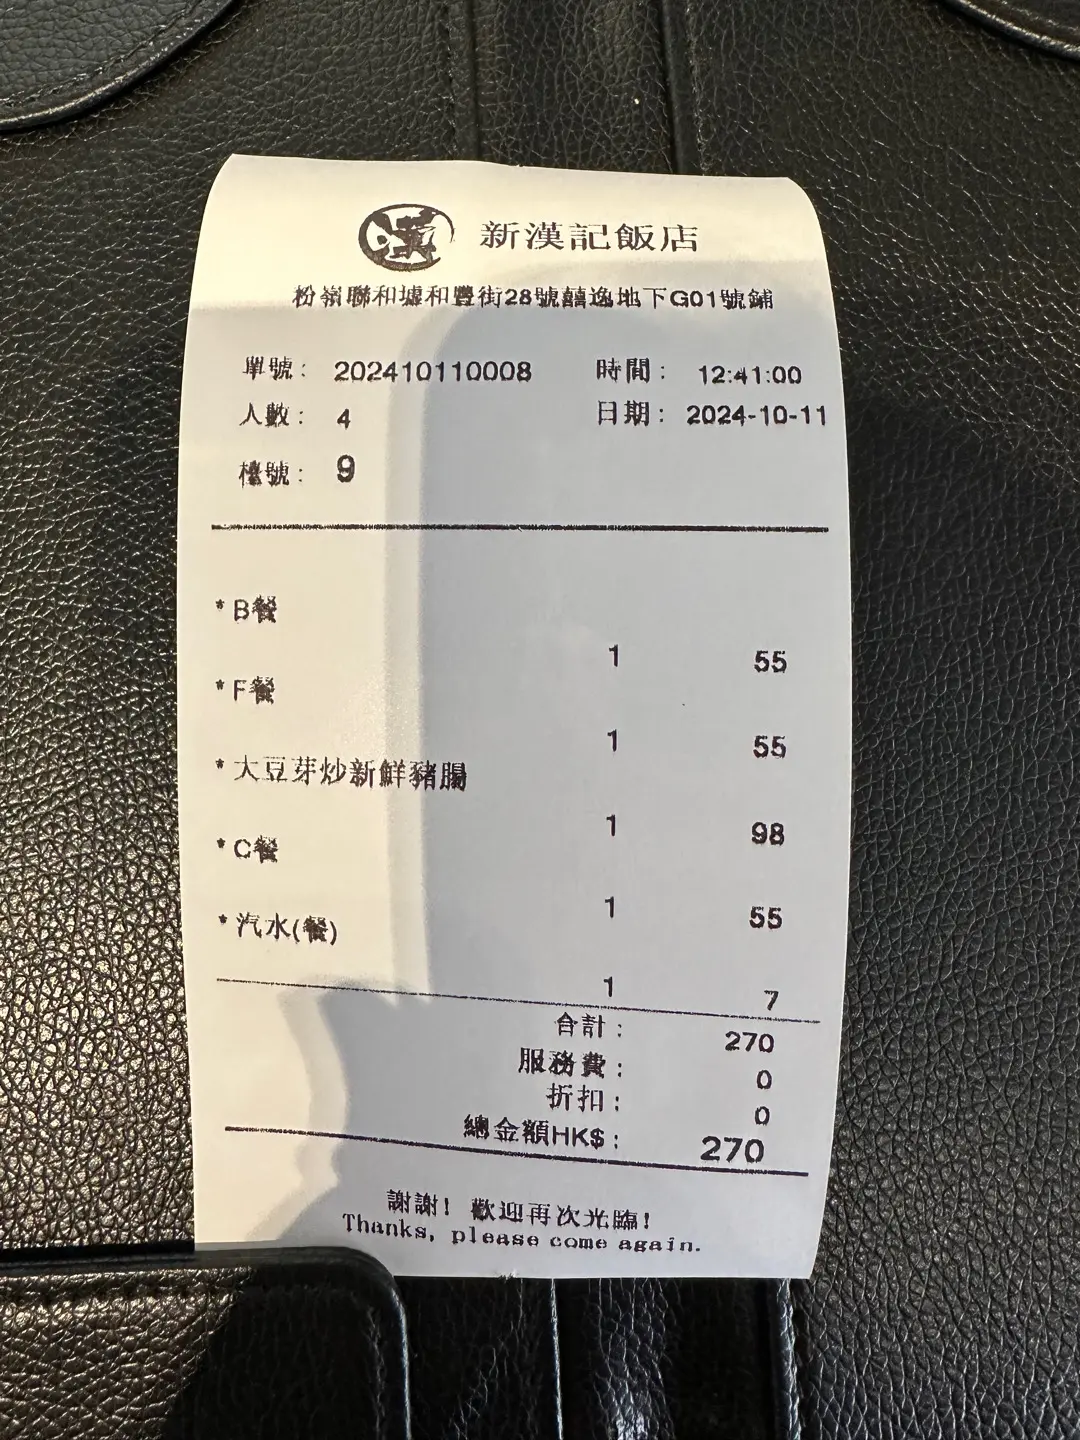 漢 新漢記飯店
粉嶺聯和墟和豐街28號囍逸地下G01號鋪
單號: 202410110008 時間: 12:41:00
人數: 4 日期: 2024-10-11
檯號: 9
* B餐
1 55
* F餐
1 55
* 大豆芽炒新鮮豬腸
1 98
* C餐
1 55
* 汽水(餐)
1 7
合計: 270
服務費: 0
折扣: 0
總金額HK$: 270
謝謝! 歡迎再次光臨!
Thanks, please come again.